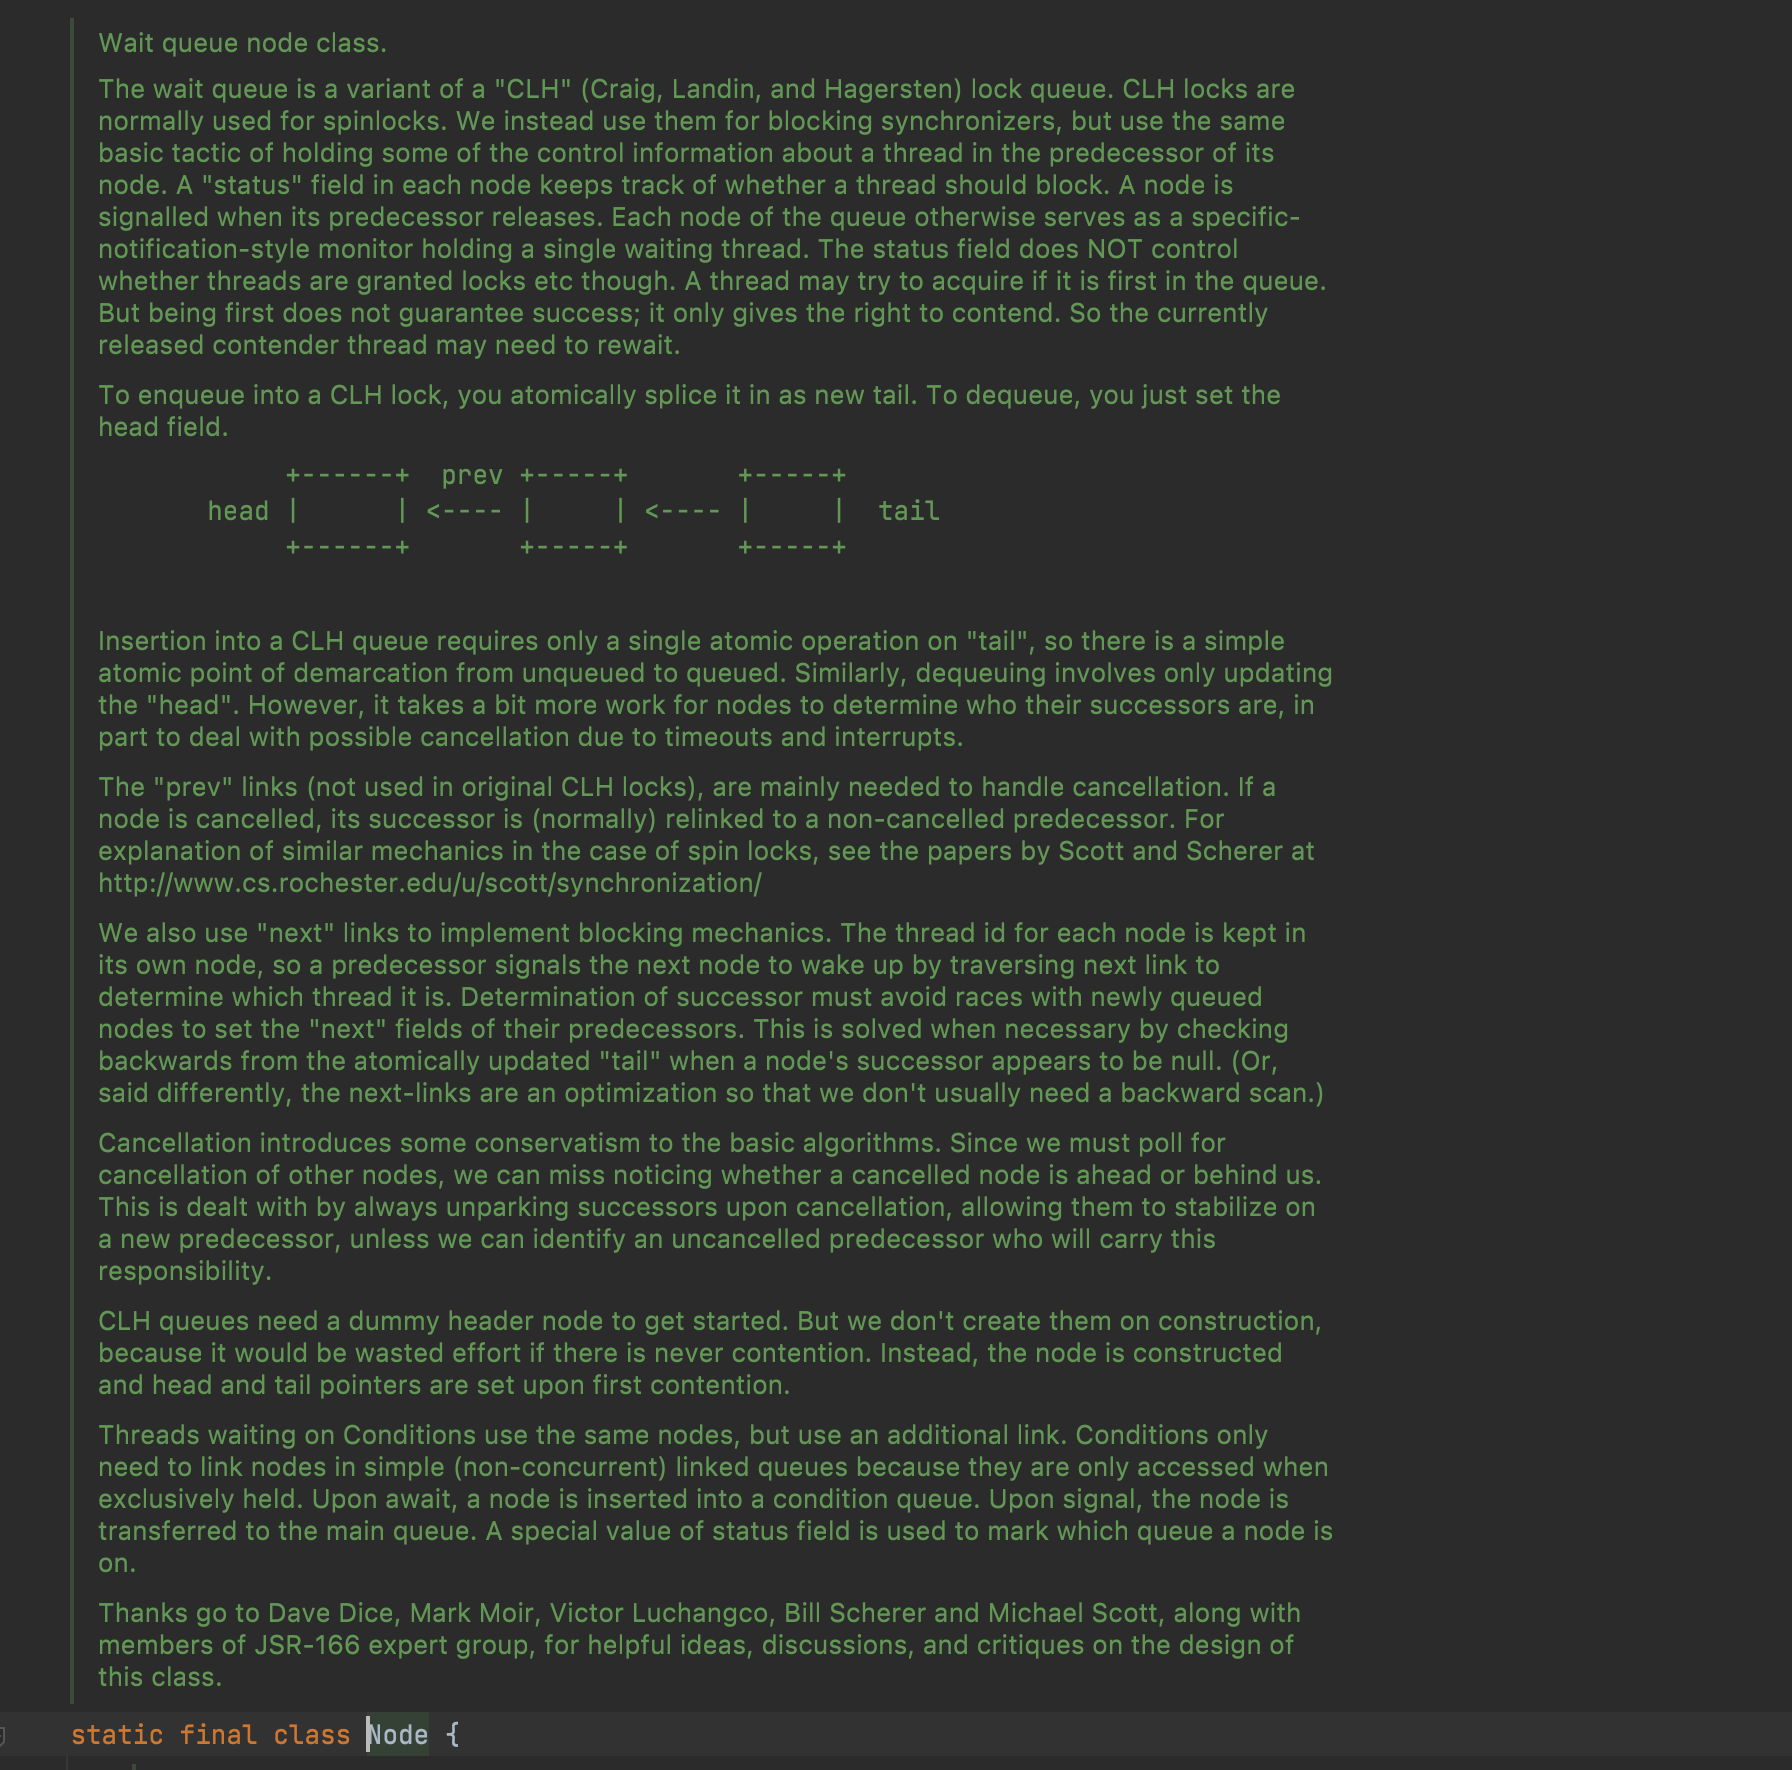 Wait queue node class.
The wait queue is a variant of a "CLH" (Craig, Landin, and Hagersten) lock queue. CLH locks are
normally used for spinlocks. We instead use them for blocking synchronizers, but use the same
basic tactic of holding some of the control information about a thread in the predecessor of its
node. A "status" field in each node keeps track of whether a thread should block. A node is
signalled when its predecessor releases. Each node of the queue otherwise serves as a specific-
notification-style monitor holding a single waiting thread. The status field does NOT control
whether threads are granted locks etc though. A thread may try to acquire if it is first in the queue.
But being first does not guarantee success; it only gives the right to contend. So the currently
released contender thread may need to rewait.
To enqueue into a CLH lock, you atomically splice it in as new tail. To dequeue, you just set the
head field.
     +------+  prev +-----+       +-----+
head |      | <---- |     | <---- |     |  tail
     +------+       +-----+       +-----+
Insertion into a CLH queue requires only a single atomic operation on "tail", so there is a simple
atomic point of demarcation from unqueued to queued. Similarly, dequeuing involves only updating
the "head". However, it takes a bit more work for nodes to determine who their successors are, in
part to deal with possible cancellation due to timeouts and interrupts.
The "prev" links (not used in original CLH locks), are mainly needed to handle cancellation. If a
node is cancelled, its successor is (normally) relinked to a non-cancelled predecessor. For
explanation of similar mechanics in the case of spin locks, see the papers by Scott and Scherer at
http://www.cs.rochester.edu/u/scott/synchronization/
We also use "next" links to implement blocking mechanics. The thread id for each node is kept in
its own node, so a predecessor signals the next node to wake up by traversing next link to
determine which thread it is. Determination of successor must avoid races with newly queued
nodes to set the "next" fields of their predecessors. This is solved when necessary by checking
backwards from the atomically updated "tail" when a node's successor appears to be null. (Or,
said differently, the next-links are an optimization so that we don't usually need a backward scan.)
Cancellation introduces some conservatism to the basic algorithms. Since we must poll for
cancellation of other nodes, we can miss noticing whether a cancelled node is ahead or behind us.
This is dealt with by always unparking successors upon cancellation, allowing them to stabilize on
a new predecessor, unless we can identify an uncancelled predecessor who will carry this
responsibility.
CLH queues need a dummy header node to get started. But we don't create them on construction,
because it would be wasted effort if there is never contention. Instead, the node is constructed
and head and tail pointers are set upon first contention.
Threads waiting on Conditions use the same nodes, but use an additional link. Conditions only
need to link nodes in simple (non-concurrent) linked queues because they are only accessed when
exclusively held. Upon await, a node is inserted into a condition queue. Upon signal, the node is
transferred to the main queue. A special value of status field is used to mark which queue a node is
on.
Thanks go to Dave Dice, Mark Moir, Victor Luchangco, Bill Scherer and Michael Scott, along with
members of JSR-166 expert group, for helpful ideas, discussions, and critiques on the design of
this class.
static final class Node {